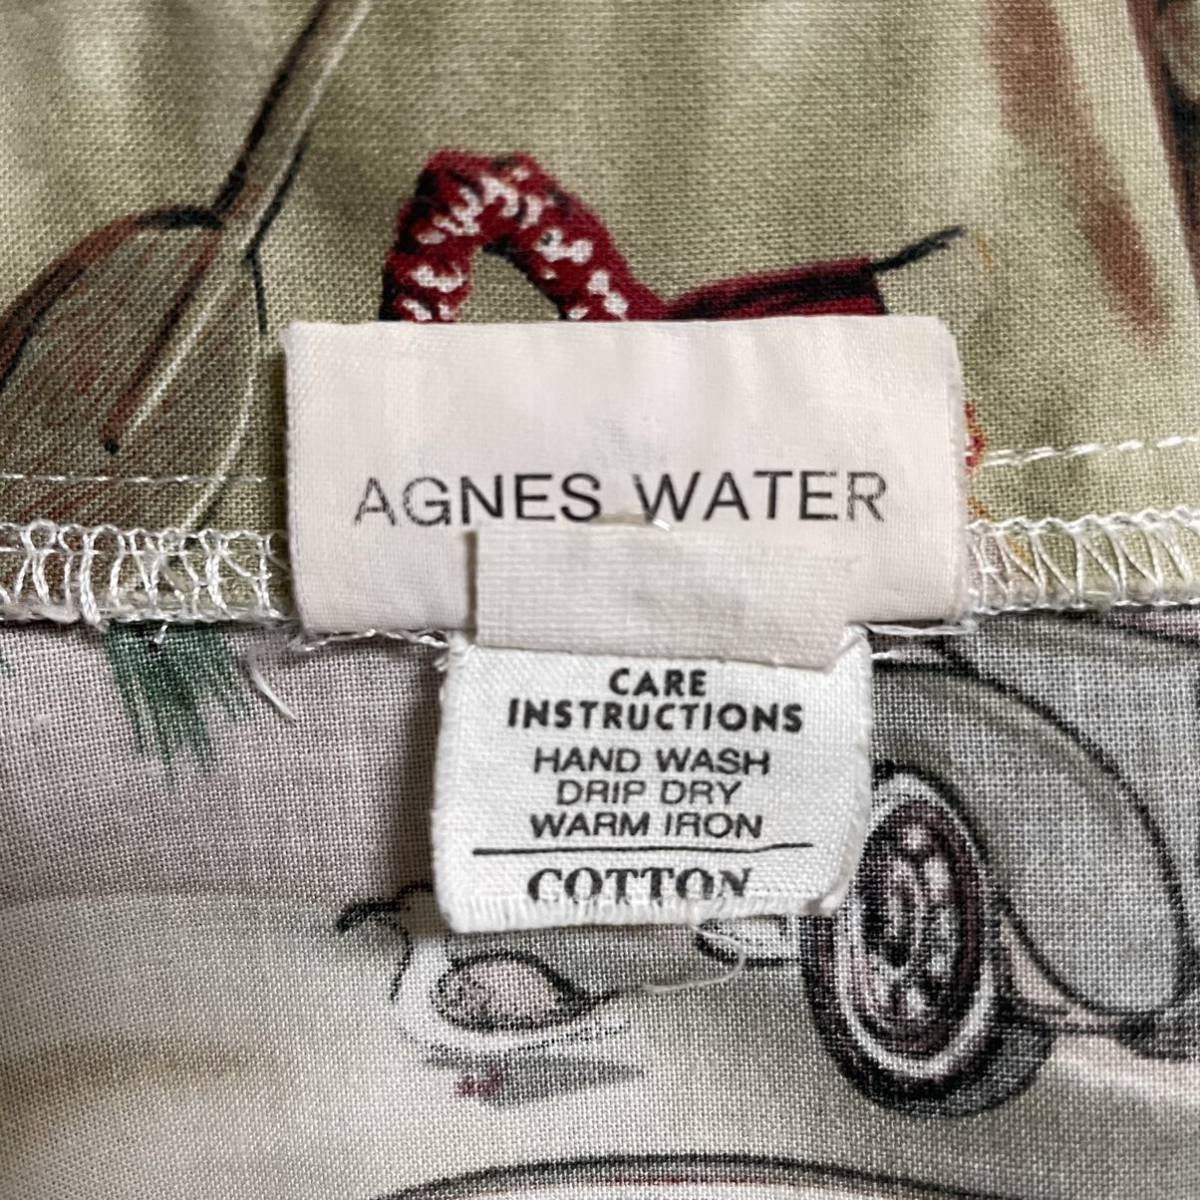 AGNES WATER
CARE
INSTRUCTIONS
HAND WASH
DRIP DRY
WARM IRON
COTTON